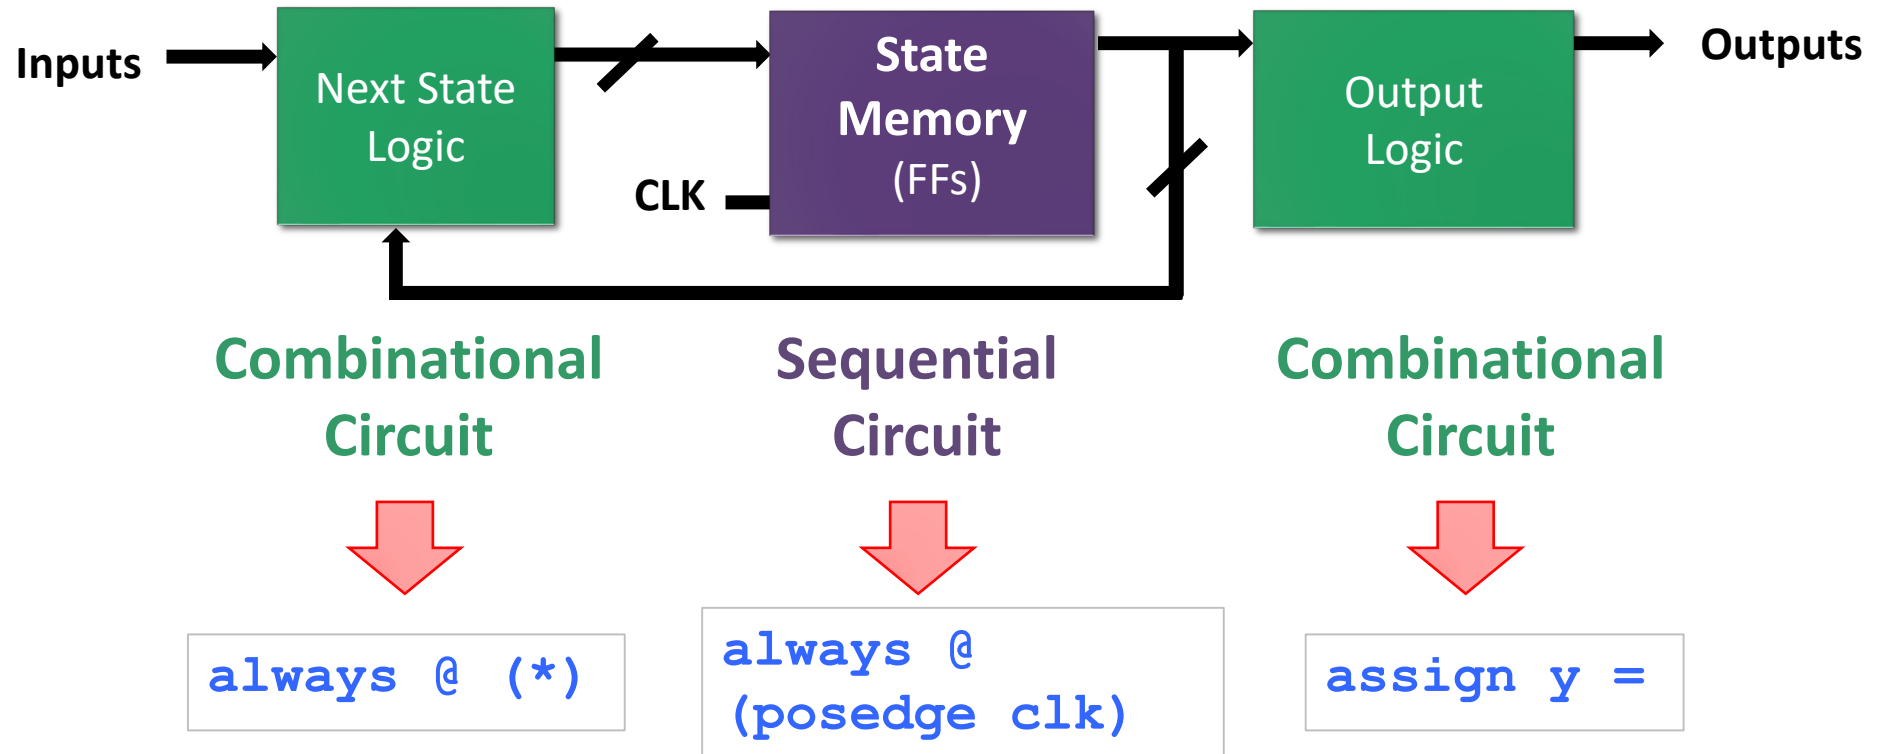 Inputs
Next State
Logic
CLK
State
Memory
(FFs)
Output
Logic
Outputs
Combinational
Circuit
Sequential
Circuit
Combinational
Circuit
always @ (*)
always @
(posedge clk)
assign y =